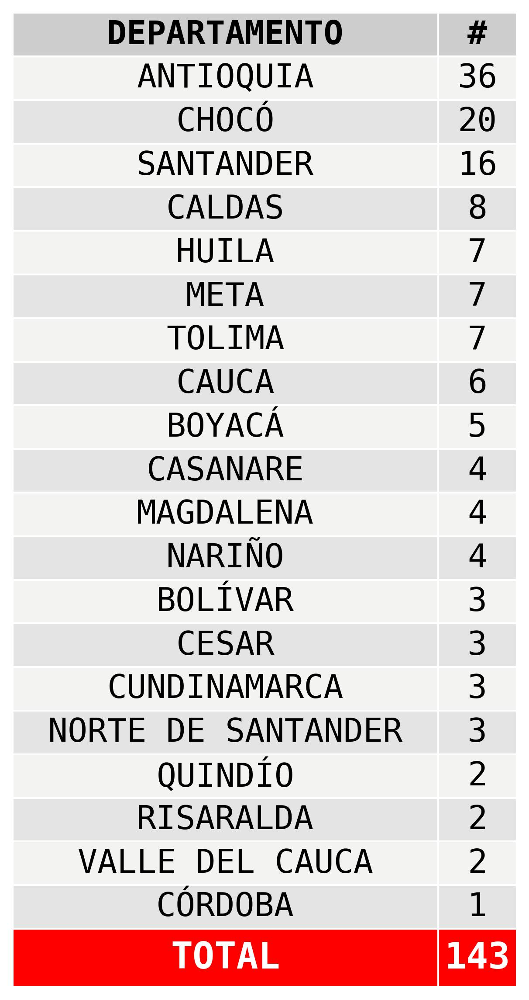 DEPARTAMENTO #
ANTIOQUIA 36
CHOCÓ 20
SANTANDER 16
CALDAS 8
HUILA 7
META 7
TOLIMA 7
CAUCA 6
BOYACÁ 5
CASANARE 4
MAGDALENA 4
NARIÑO 4
BOLÍVAR 3
CESAR 3
CUNDINAMARCA 3
NORTE DE SANTANDER 3
QUINDÍO 2
RISARALDA 2
VALLE DEL CAUCA 2
CÓRDOBA 1
TOTAL 143